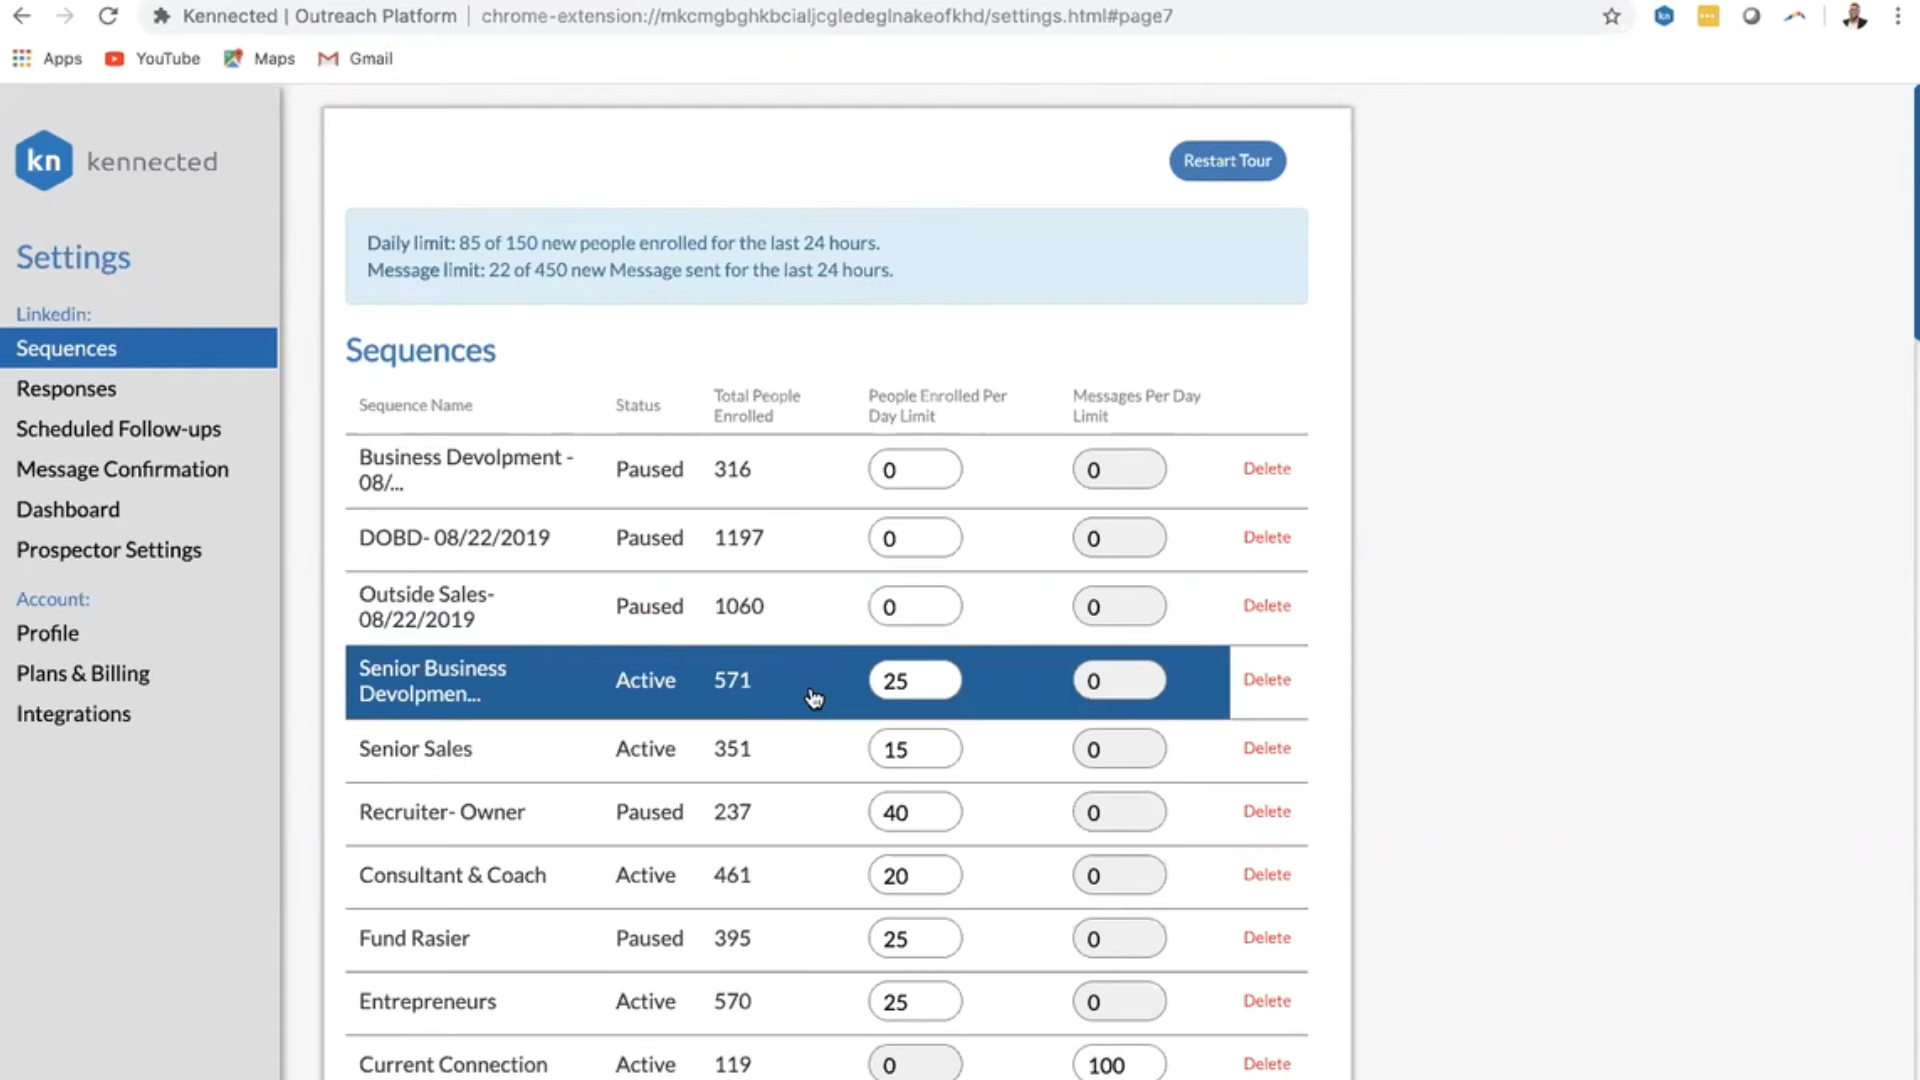 Kennected | Outreach Platform | chrome-extension://mkcmgbghkbcialjcgledeglnakeofkhd/settings.html#page7
kn
Apps YouTube Maps Gmail
kn kennected
Restart Tour
Daily limit: 85 of 150 new people enrolled for the last 24 hours.
Message limit: 22 of 450 new Message sent for the last 24 hours.
Settings
Linkedin:
Sequences
Responses
Scheduled Follow-ups
Message Confirmation
Dashboard
Prospector Settings
Account:
Profile
Plans & Billing
Integrations
Sequences
Sequence Name Status Total People Enrolled People Enrolled Per Day Limit Messages Per Day Limit
Business Devolpment - 08/... Paused 316 0 0 Delete
DOBD- 08/22/2019 Paused 1197 0 0 Delete
Outside Sales- 08/22/2019 Paused 1060 0 0 Delete
Senior Business Devolpmen... Active 571 25 0 Delete
Senior Sales Active 351 15 0 Delete
Recruiter- Owner Paused 237 40 0 Delete
Consultant & Coach Active 461 20 0 Delete
Fund Rasier Paused 395 25 0 Delete
Entrepreneurs Active 570 25 0 Delete
Current Connection Active 119 0 100 Delete